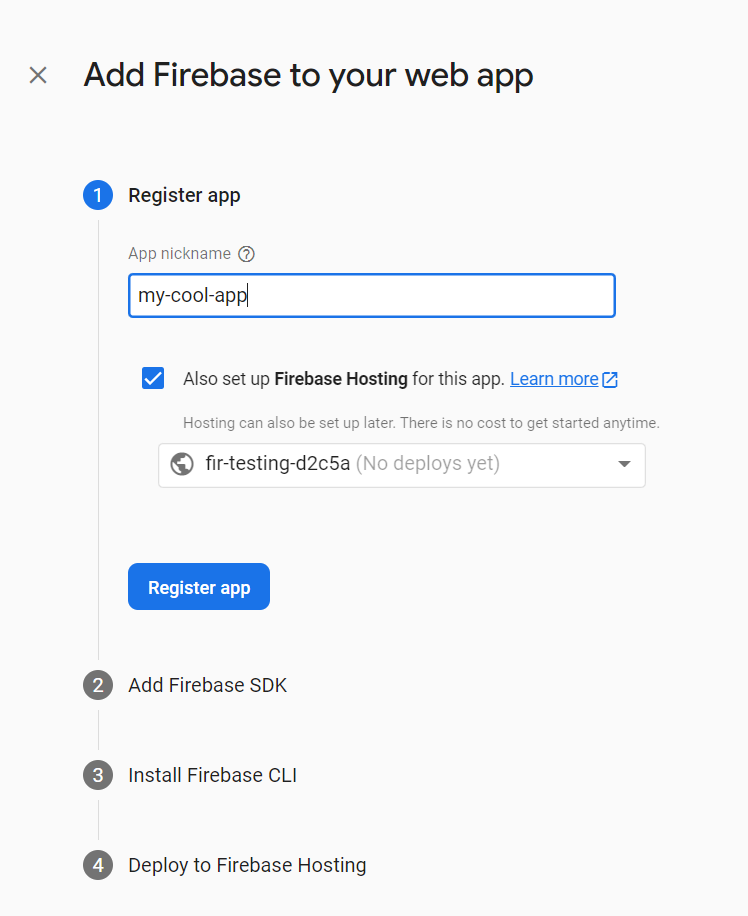 Add Firebase to your web app
1 Register app
App nickname ?
my-cool-app
Also set up Firebase Hosting for this app. Learn more
Hosting can also be set up later. There is no cost to get started anytime.
fir-testing-d2c5a (No deploys yet)
Register app
2 Add Firebase SDK
3 Install Firebase CLI
4 Deploy to Firebase Hosting